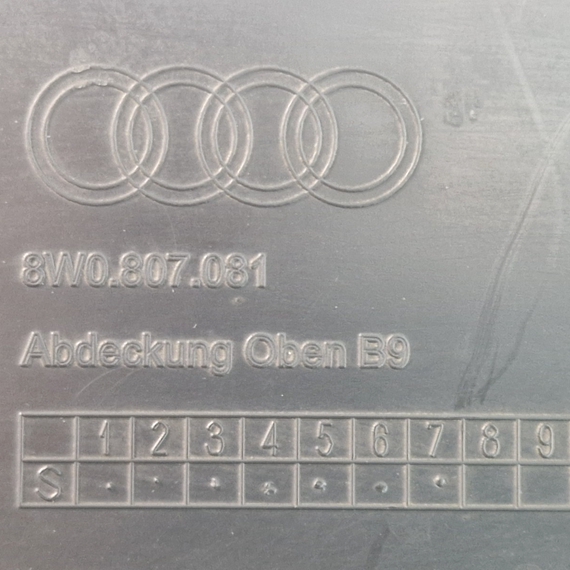 8W0.807.081
Abdeckung Oben B9
1 2 3 4 5 6 7 8 9
S